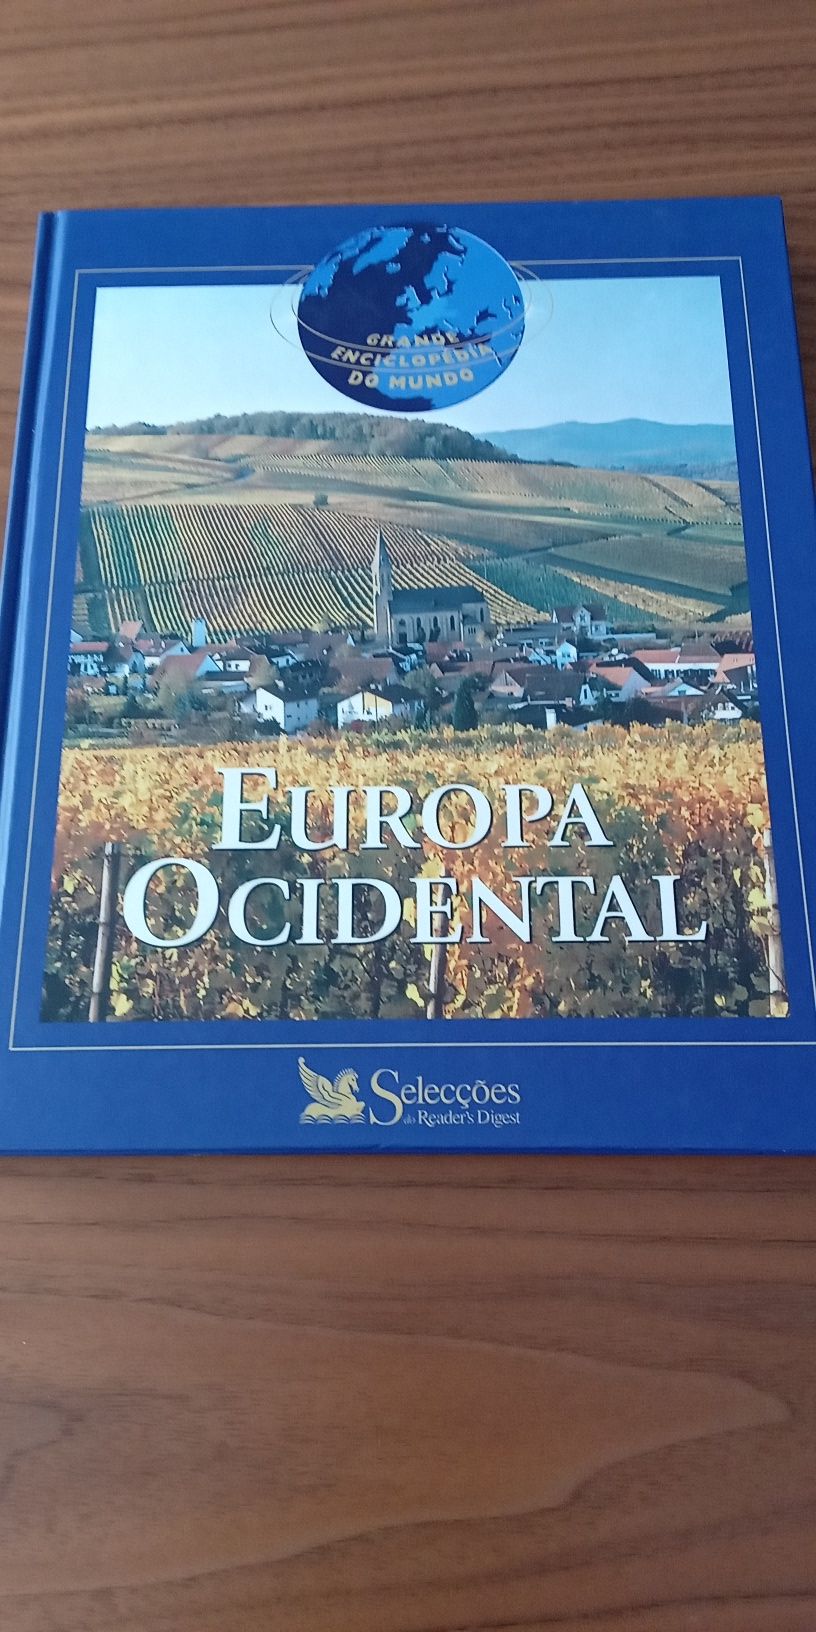 GRANDE
ENCICLOPÉDIA
DO MUNDO
EUROPA
OCIDENTAL
Selecções
do Reader's Digest